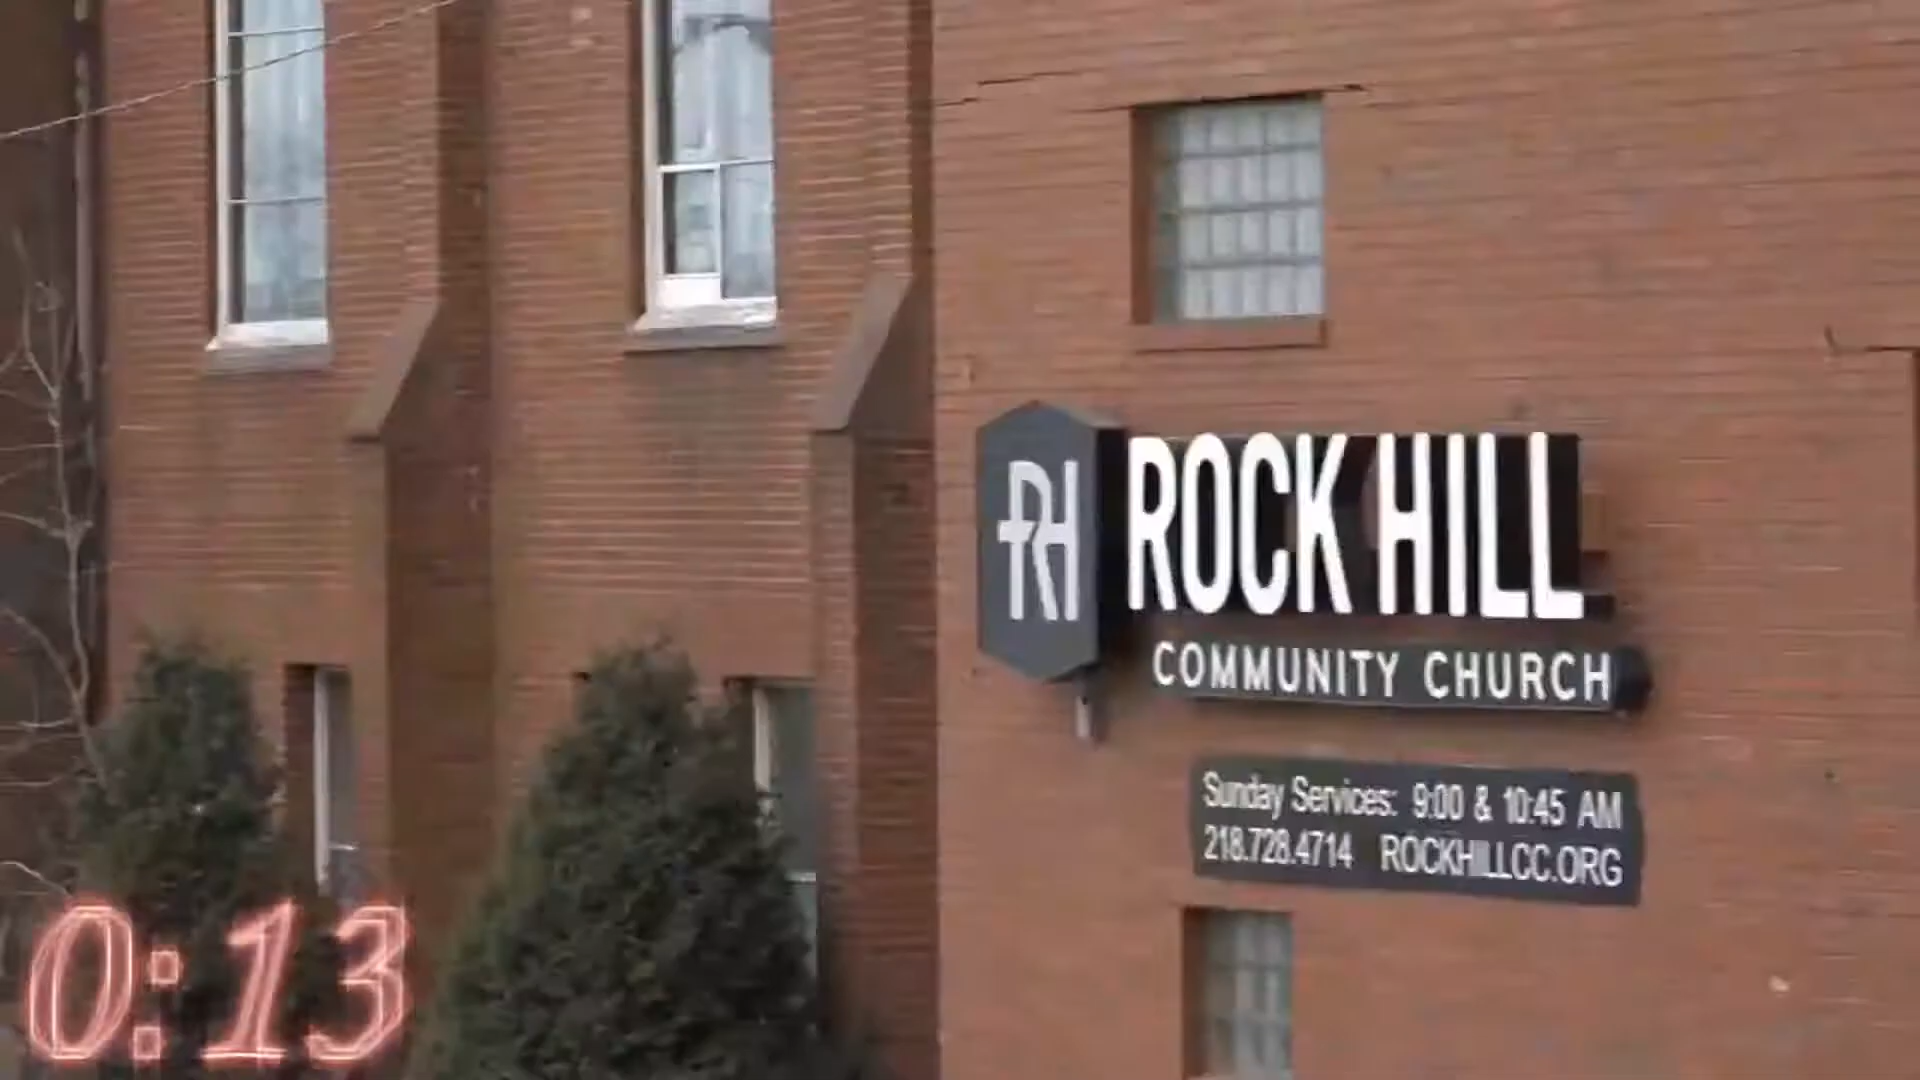 RH
ROCK HILL
COMMUNITY CHURCH
Sunday Services: 9:00 & 10:45 AM
218.728.4714 ROCKHILLCC.ORG
0:13